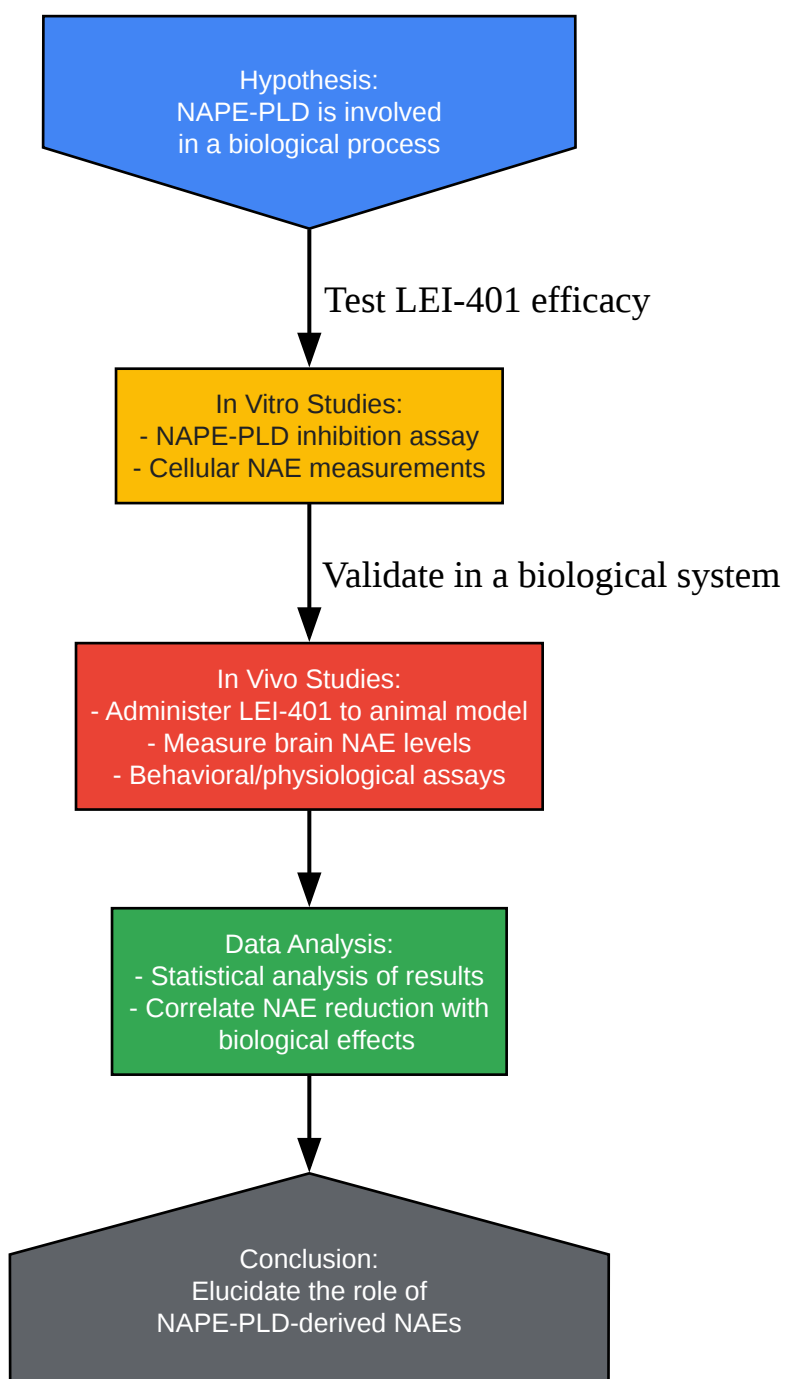 Hypothesis:
NAPE-PLD is involved
in a biological process
Test LEI-401 efficacy
In Vitro Studies:
- NAPE-PLD inhibition assay
- Cellular NAE measurements
Validate in a biological system
In Vivo Studies:
- Administer LEI-401 to animal model
- Measure brain NAE levels
- Behavioral/physiological assays
Data Analysis:
- Statistical analysis of results
- Correlate NAE reduction with
biological effects
Conclusion:
Elucidate the role of
NAPE-PLD-derived NAEs